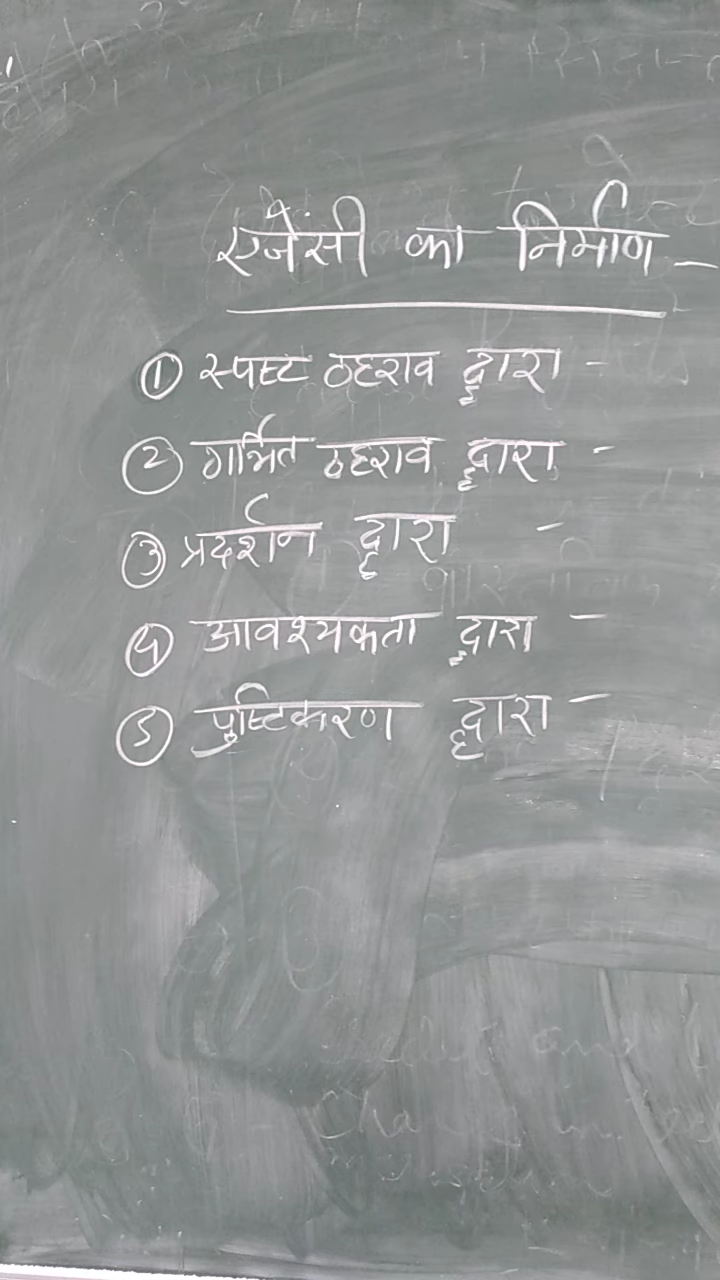 एजेंसी का निर्माण -
① स्पष्ट ठहराव द्वारा -
② गर्भित ठहराव द्वारा -
③ प्रदर्शन द्वारा -
④ आवश्यकता द्वारा -
⑤ पुष्टिकरण द्वारा -